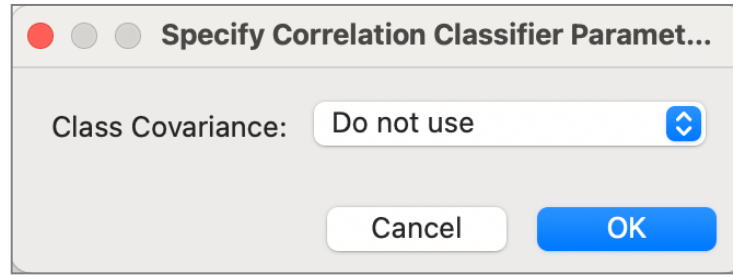 Specify Correlation Classifier Paramet...
Class Covariance: Do not use
Cancel OK